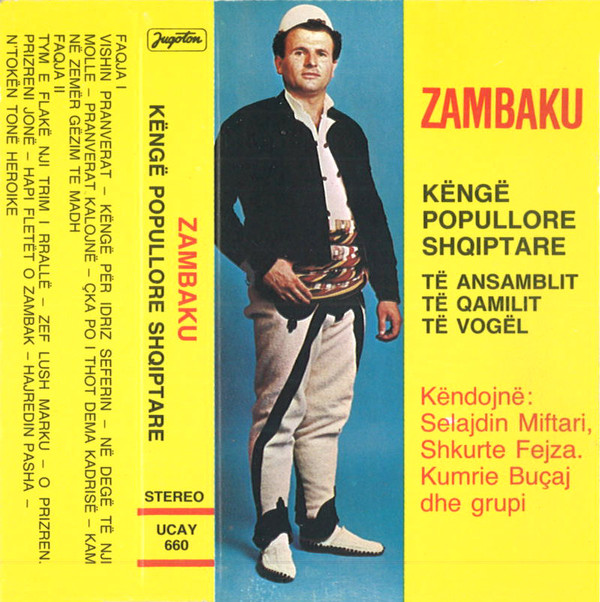 FAQJA I
VISHIN PRANVERAT – KËNGË PËR IDRIZ SEFERIN – NË DEGË TË NJI
MOLLE – PRANVERAT KALOJNË – ÇKA PO I THOT DEMA KADRISË – KAM
NË ZEMËR GËZIM TE MADH
FAQJA II
TYM E FLAKË NJI TRIM I RRALLË – ZEF LUSH MARKU – O PRIZREN.
PRIZRENI JONË – HAPI FLETËT O ZAMBAK – HAJREDIN PASHA –
N'TOKËN TONË HEROIKE
Jugoton
ZAMBAKU
KËNGË POPULLORE SHQIPTARE
STEREO
UCAY
660
ZAMBAKU
KËNGË
POPULLORE
SHQIPTARE
TË ANSAMBLIT
TË QAMILIT
TË VOGËL
Këndojnë:
Selajdin Miftari,
Shkurte Fejza.
Kumrie Buçaj
dhe grupi